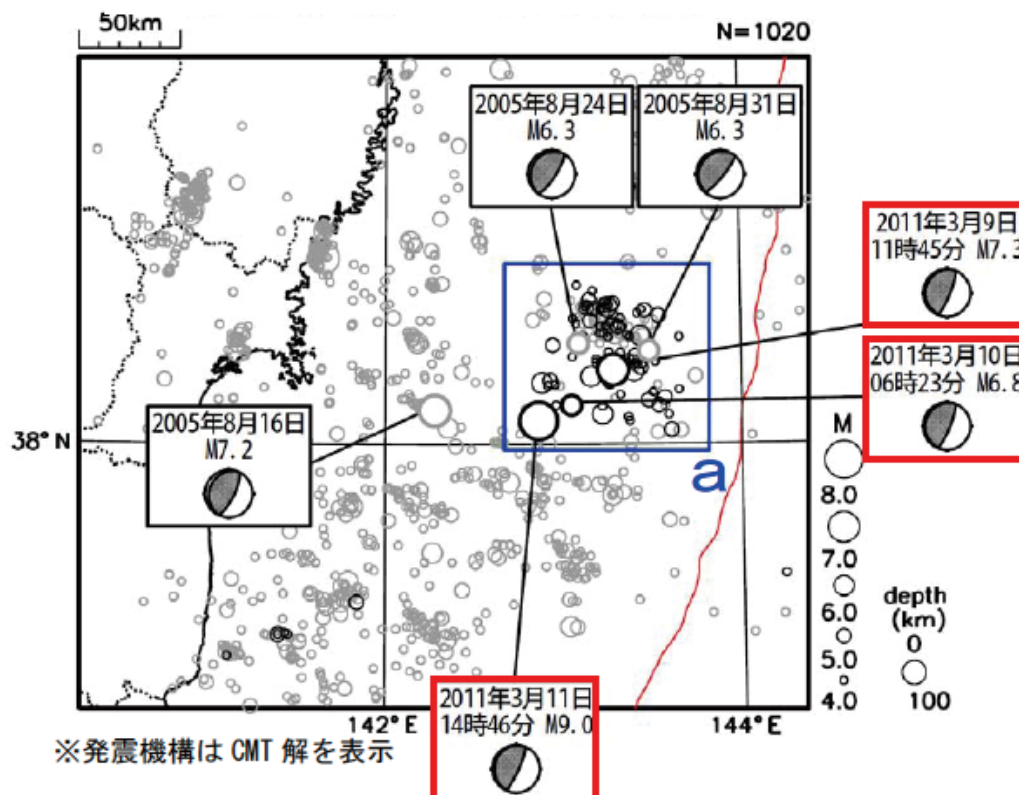 50km
N=1020
2005年8月24日
M6.3
2005年8月31日
M6.3
2011年3月9日
11時45分 M7.3
2011年3月10日
06時23分 M6.8
2005年8月16日
M7.2
38°N
a
M
8.0
7.0
6.0
5.0
4.0
depth
(km)
0
100
2011年3月11日
14時46分 M9.0
142°E
144°E
※発震機構は CMT 解を表示